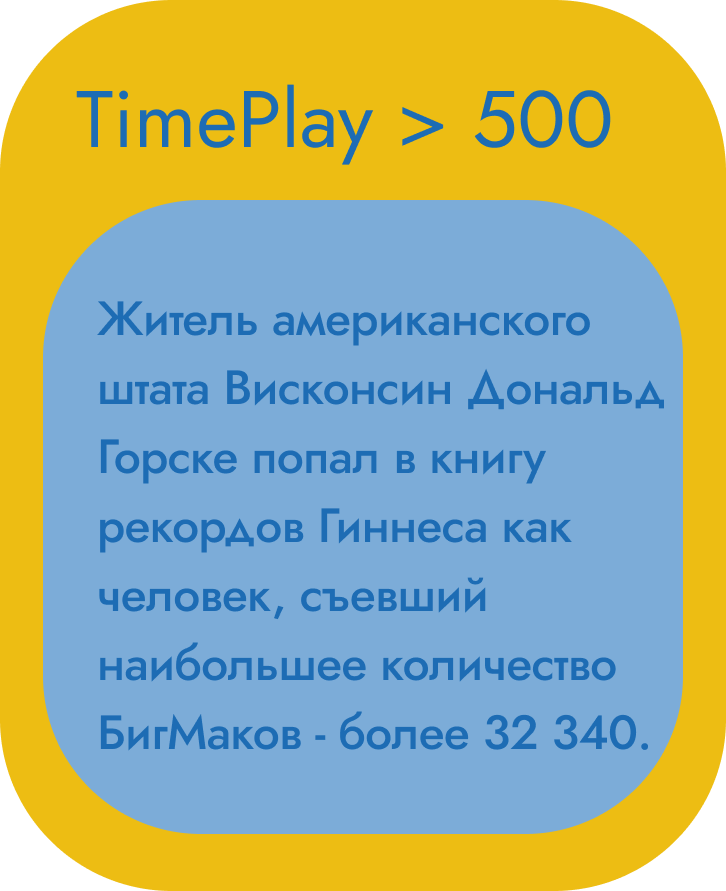 TimePlay > 500
Житель американского
штата Висконсин Дональд
Горске попал в книгу
рекордов Гиннеса как
человек, съевший
наибольшее количество
БигМаков - более 32 340.